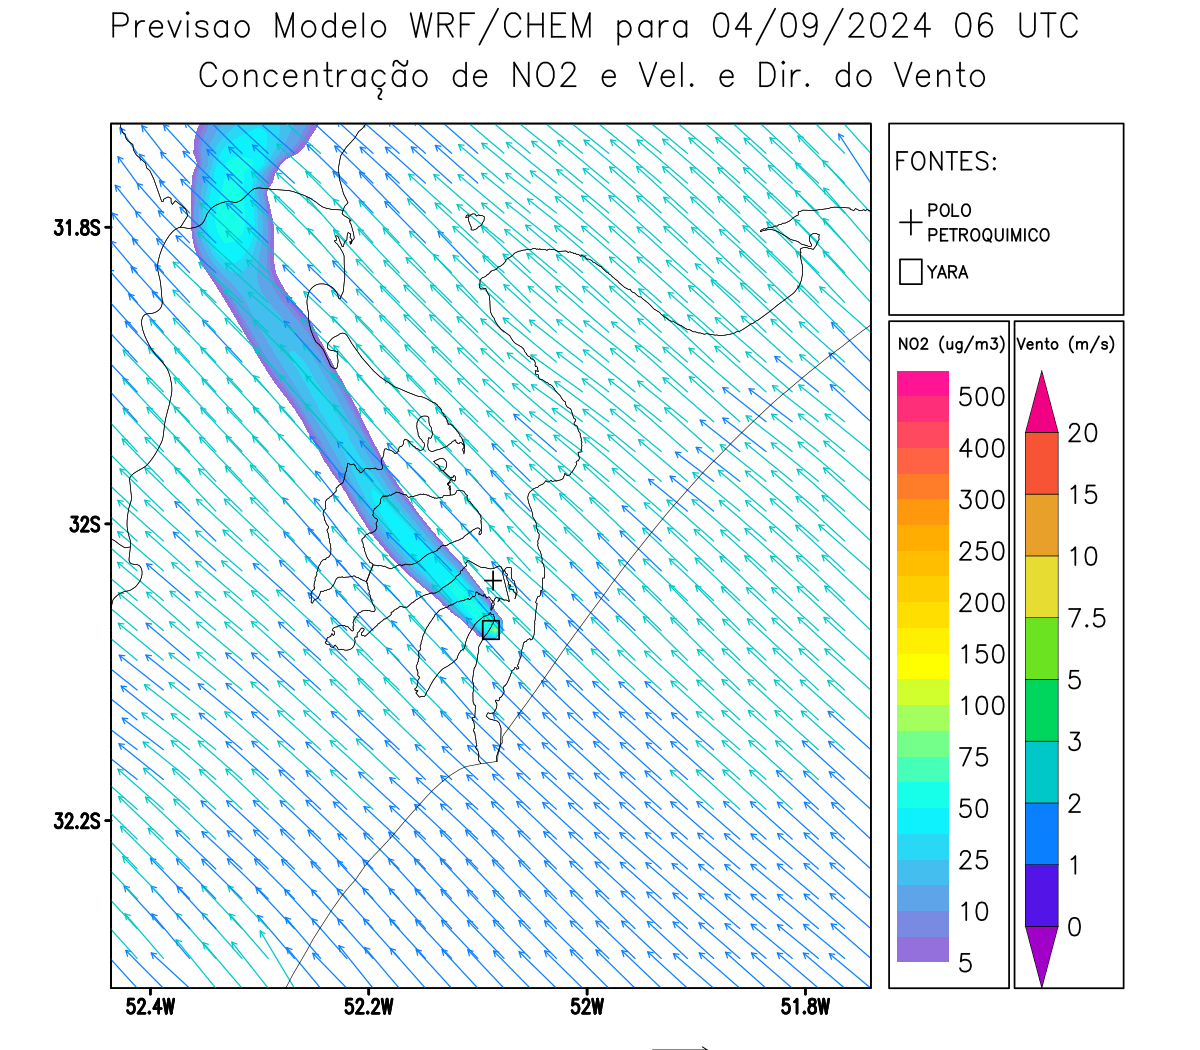 Previsao Modelo WRF/CHEM para 04/09/2024 06 UTC
Concentração de NO2 e Vel. e Dir. do Vento
FONTES:
POLO
PETROQUIMICO
YARA
NO2 (ug/m3)
500
400
300
250
200
150
100
75
50
25
10
5
Vento (m/s)
20
15
10
7.5
5
3
2
1
0
31.8S
32S
32.2S
52.4W
52.2W
52W
51.8W